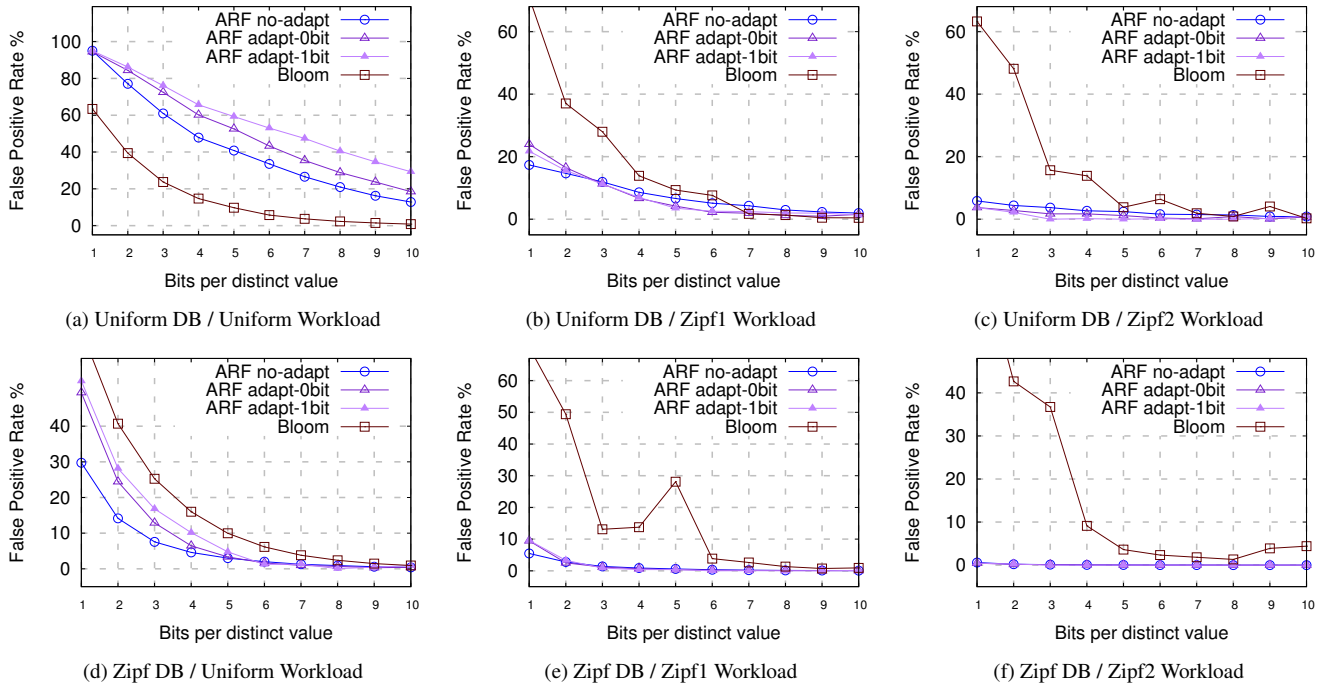 ARF no-adapt
ARF adapt-0bit
ARF adapt-1bit
Bloom
False Positive Rate %
100
80
60
40
20
0
1 2 3 4 5 6 7 8 9 10
Bits per distinct value
(a) Uniform DB / Uniform Workload
ARF no-adapt
ARF adapt-0bit
ARF adapt-1bit
Bloom
False Positive Rate %
60
40
20
0
1 2 3 4 5 6 7 8 9 10
Bits per distinct value
(b) Uniform DB / Zipf1 Workload
ARF no-adapt
ARF adapt-0bit
ARF adapt-1bit
Bloom
False Positive Rate %
60
40
20
0
1 2 3 4 5 6 7 8 9 10
Bits per distinct value
(c) Uniform DB / Zipf2 Workload
ARF no-adapt
ARF adapt-0bit
ARF adapt-1bit
Bloom
False Positive Rate %
40
30
20
10
0
1 2 3 4 5 6 7 8 9 10
Bits per distinct value
(d) Zipf DB / Uniform Workload
ARF no-adapt
ARF adapt-0bit
ARF adapt-1bit
Bloom
False Positive Rate %
60
50
40
30
20
10
0
1 2 3 4 5 6 7 8 9 10
Bits per distinct value
(e) Zipf DB / Zipf1 Workload
ARF no-adapt
ARF adapt-0bit
ARF adapt-1bit
Bloom
False Positive Rate %
40
30
20
10
0
1 2 3 4 5 6 7 8 9 10
Bits per distinct value
(f) Zipf DB / Zipf2 Workload